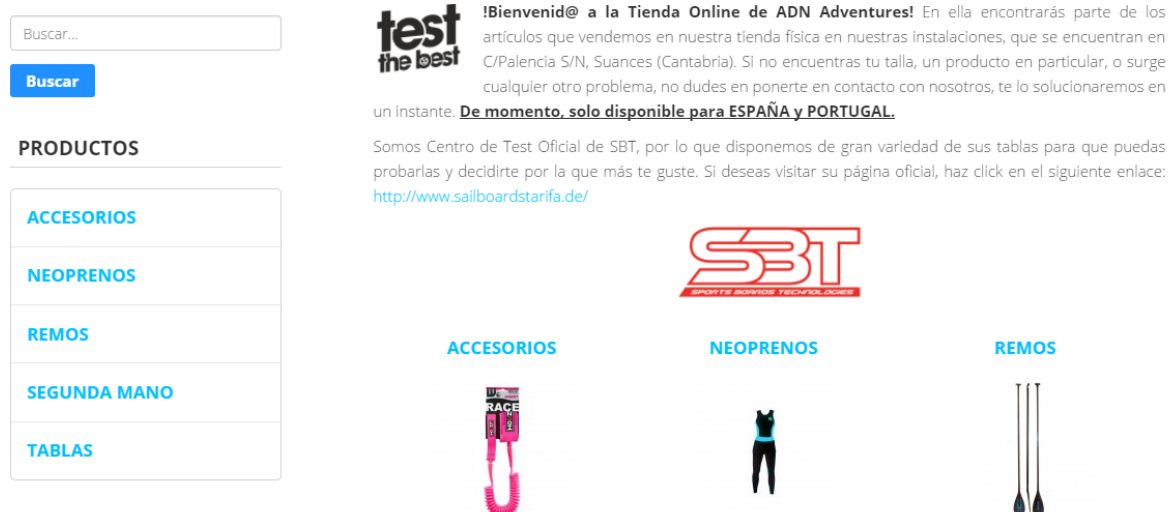 Buscar...
Buscar
PRODUCTOS
ACCESORIOS
NEOPRENOS
REMOS
SEGUNDA MANO
TABLAS
test
the best
!Bienvenid@ a la Tienda Online de ADN Adventures! En ella encontrarás parte de los
artículos que vendemos en nuestra tienda física en nuestras instalaciones, que se encuentran en
C/Palencia S/N, Suances (Cantabria). Si no encuentras tu talla, un producto en particular, o surge
cualquier otro problema, no dudes en ponerte en contacto con nosotros, te lo solucionaremos en
un instante. De momento, solo disponible para ESPAÑA y PORTUGAL.
Somos Centro de Test Oficial de SBT, por lo que disponemos de gran variedad de sus tablas para que puedas
probarlas y decidirte por la que más te guste. Si deseas visitar su página oficial, haz click en el siguiente enlace:
http://www.sailboardstarifa.de/
SBT
SPORTS BOARDS TECHNOLOGIES
ACCESORIOS
NEOPRENOS
REMOS
RACE